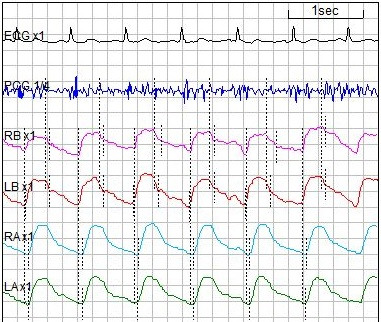 1sec
ECG x1
PCG 1/4
RB x1
LB x1
RA x1
LA x1